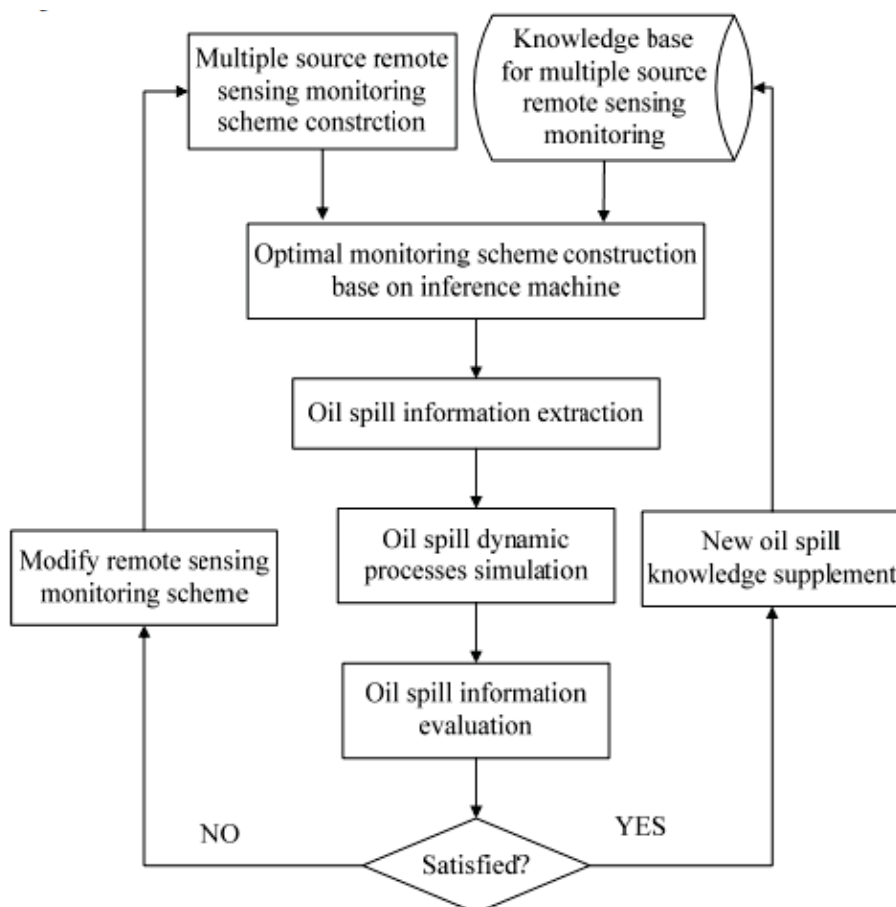 Multiple source remote
sensing monitoring
scheme constrction
Knowledge base
for multiple source
remote sensing
monitoring
Optimal monitoring scheme construction
base on inference machine
Oil spill information extraction
Oil spill dynamic
processes simulation
Modify remote sensing
monitoring scheme
New oil spill
knowledge supplement
Oil spill information
evaluation
NO
YES
Satisfied?